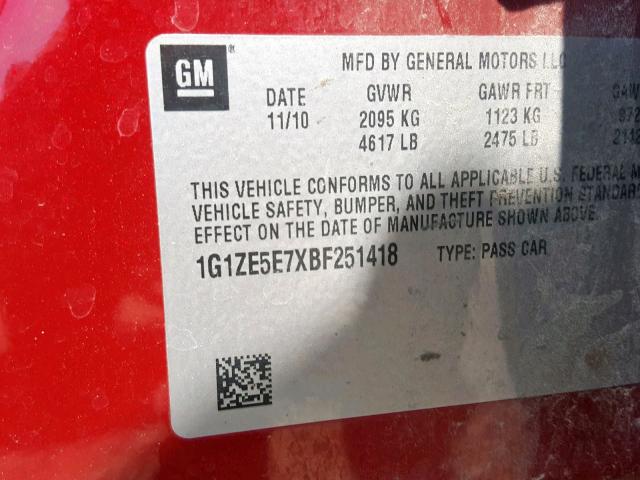 GM
MFD BY GENERAL MOTORS LLC
DATE GVWR GAWR FRT
11/10 2095 KG 1123 KG
4617 LB 2475 LB
THIS VEHICLE CONFORMS TO ALL APPLICABLE U.S. FEDERAL
VEHICLE SAFETY, BUMPER, AND THEFT PREVENTION STANDAR
IN EFFECT ON THE DATE OF MANUFACTURE SHOWN ABOVE.
1G1ZE5E7XBF251418 TYPE: PASS CAR